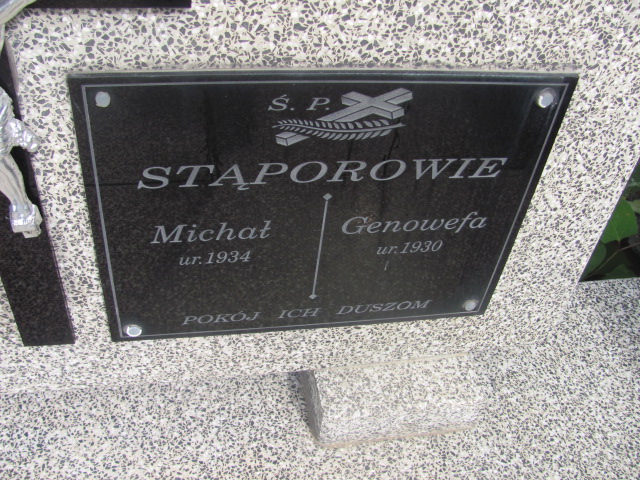 Ś. P.
STĄPOROWIE
Michał Genowefa
ur.1934 ur.1930
POKÓJ ICH DUSZOM